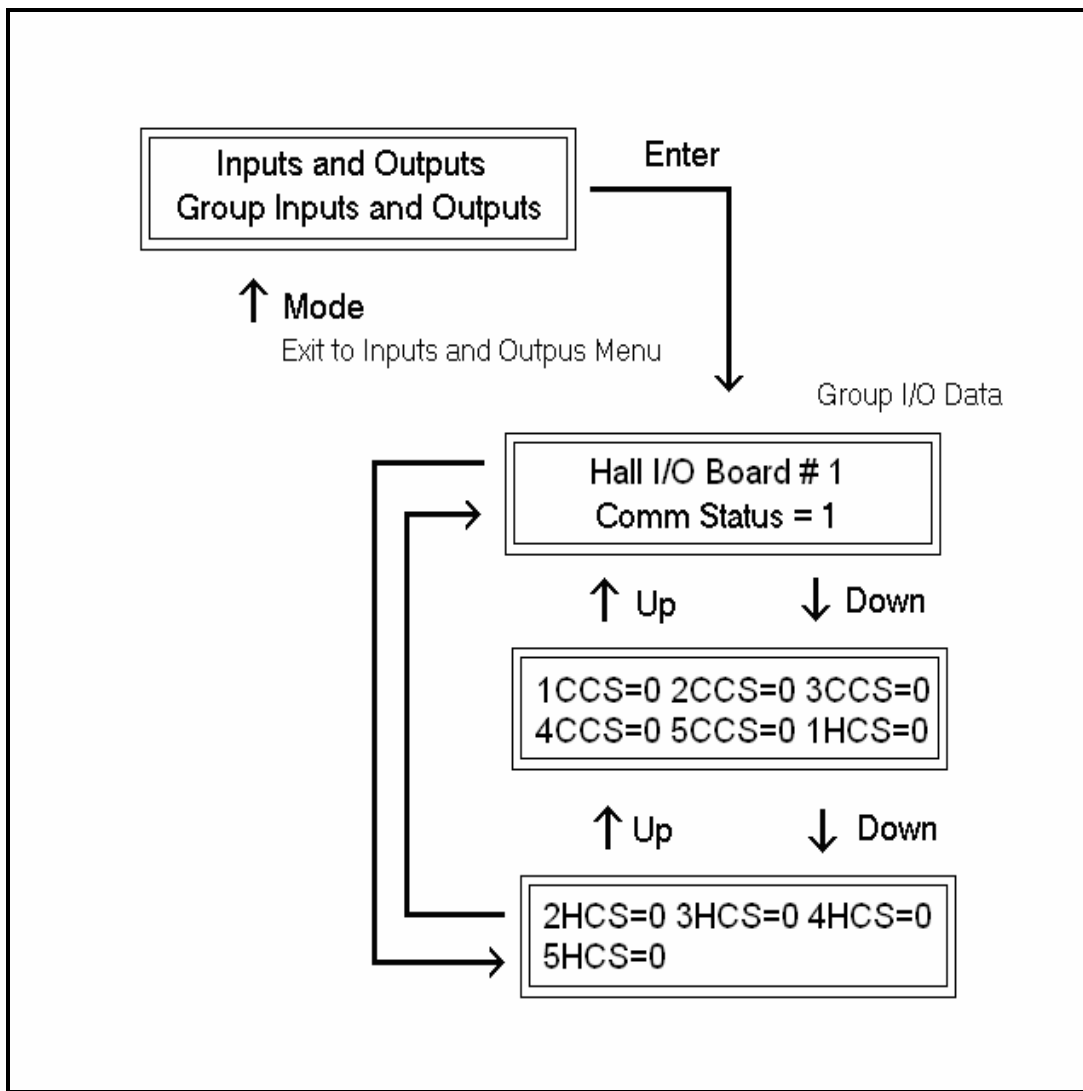 Inputs and Outputs
Group Inputs and Outputs
Enter
↑ Mode
Exit to Inputs and Outpus Menu
Group I/O Data
Hall I/O Board # 1
Comm Status = 1
↑ Up ↓ Down
1CCS=0 2CCS=0 3CCS=0
4CCS=0 5CCS=0 1HCS=0
↑ Up ↓ Down
2HCS=0 3HCS=0 4HCS=0
5HCS=0